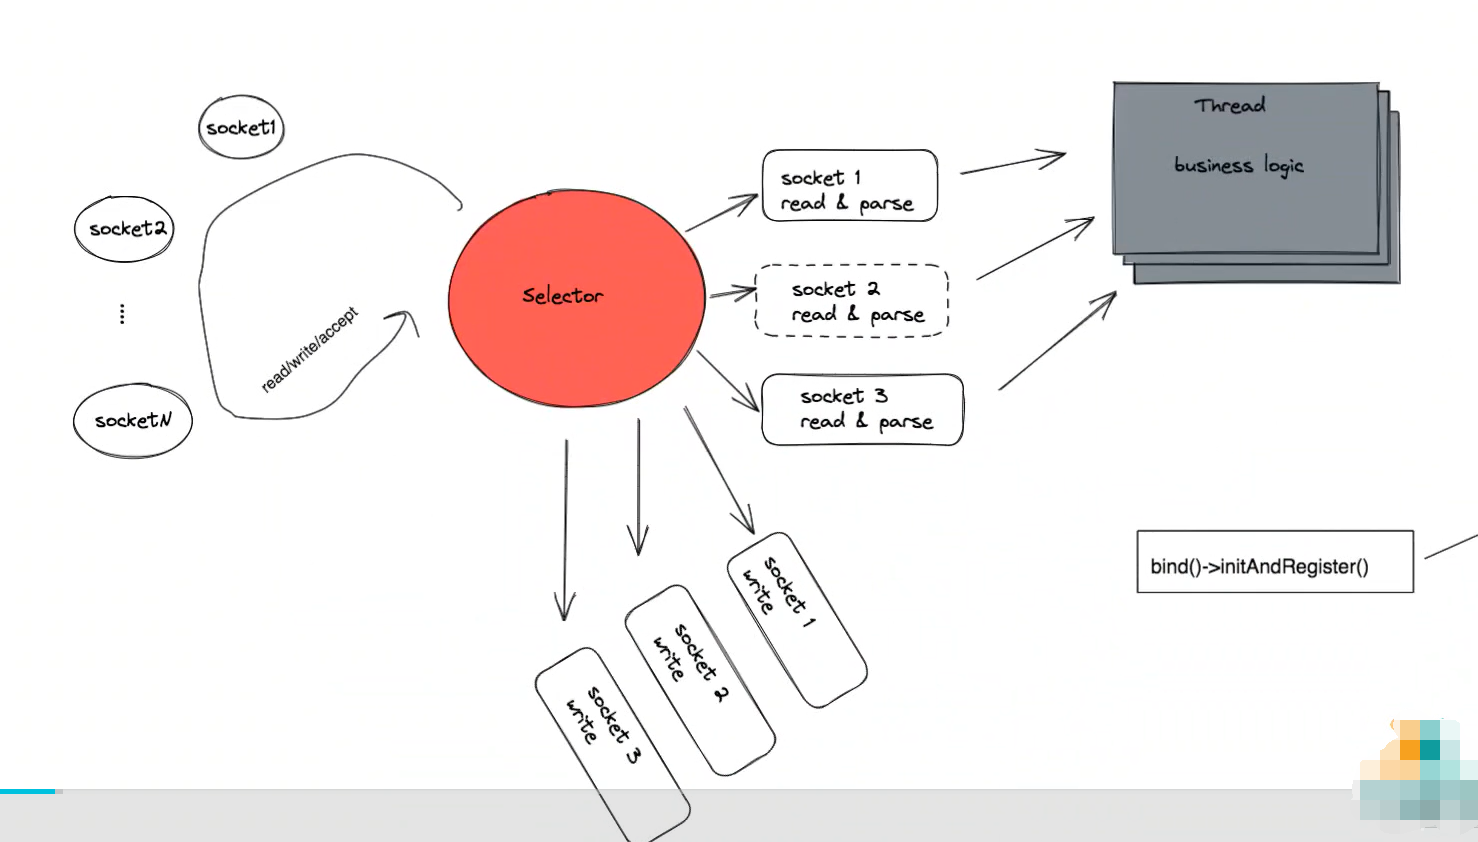 socket1
socket2
socketN
read/write/accept
Selector
socket 1
read & parse
socket 2
read & parse
socket 3
read & parse
Thread
business logic
bind()->initAndRegister()
socket 1
write
socket 2
write
socket 3
write